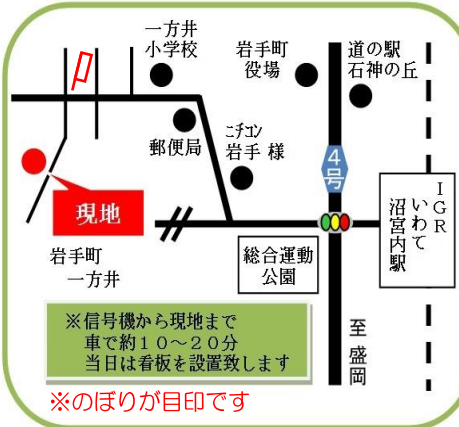 一方井
小学校
岩手町
役場
道の駅
石神の丘
郵便局
ニチコン
岩手 様
4号
現地
IGR
いわて
沼宮内駅
岩手町
一方井
総合運動
公園
至 盛岡
※信号機から現地まで
車で約10~20分
当日は看板を設置致します
※のぼりが目印です